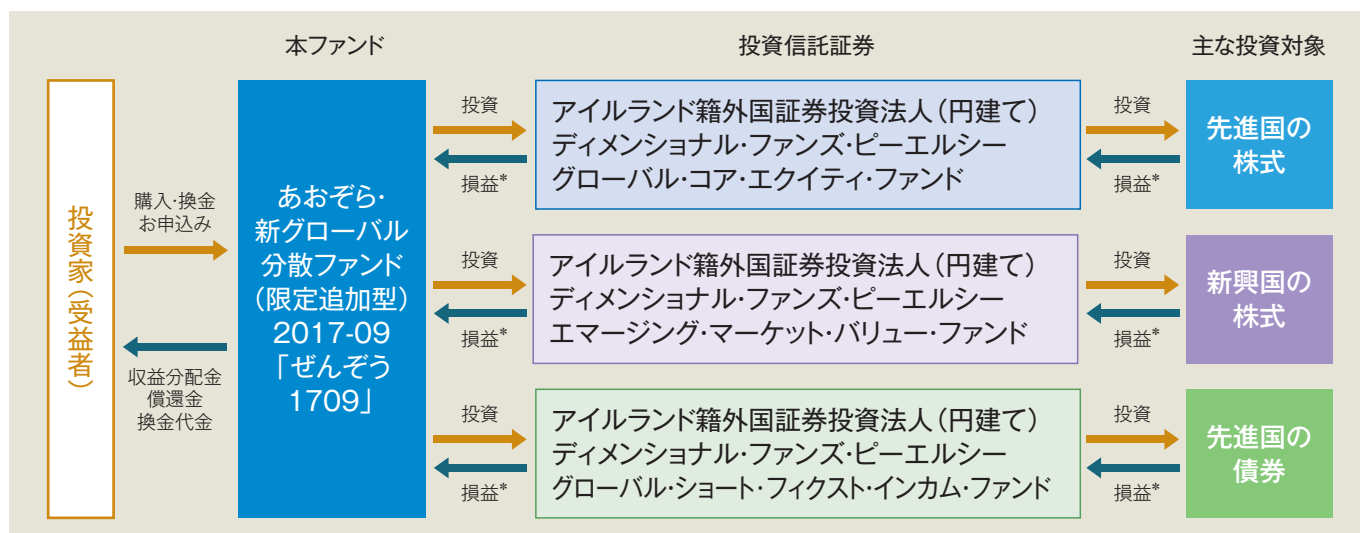 本ファンド
投資信託証券
主な投資対象
投資家（受益者）
購入・換金
お申込み
収益分配金
償還金
換金代金
あおぞら・
新グローバル
分散ファンド
（限定追加型）
2017-09
「ぜんぞう
1709」
投資
損益*
アイルランド籍外国証券投資法人（円建て）
ディメンショナル・ファンズ・ピーエルシー
グローバル・コア・エクイティ・ファンド
投資
損益*
先進国の
株式
投資
損益*
アイルランド籍外国証券投資法人（円建て）
ディメンショナル・ファンズ・ピーエルシー
エマージング・マーケット・バリュー・ファンド
投資
損益*
新興国の
株式
投資
損益*
アイルランド籍外国証券投資法人（円建て）
ディメンショナル・ファンズ・ピーエルシー
グローバル・ショート・フィクスト・インカム・ファンド
投資
損益*
先進国の
債券